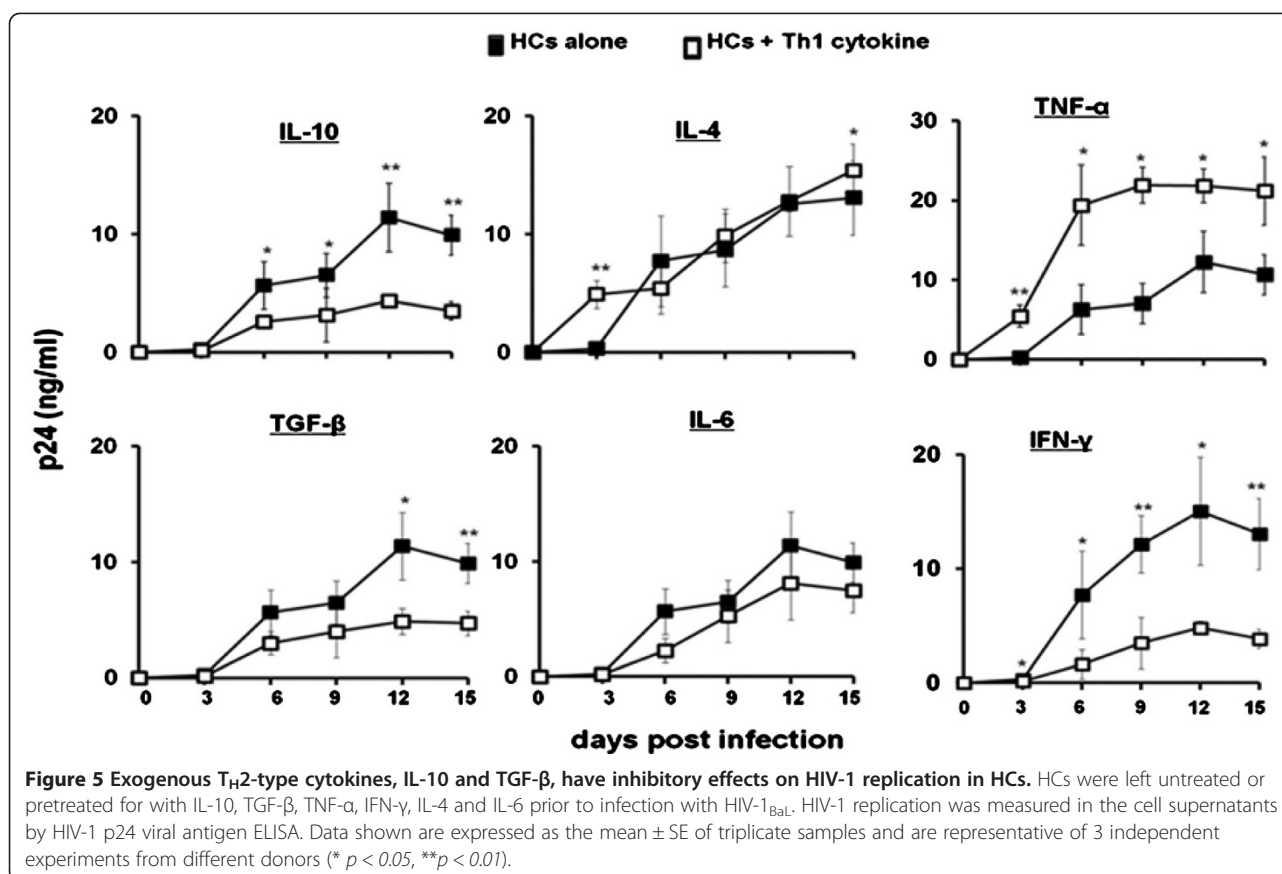 ■ HCs alone □ HCs + Th1 cytokine
IL-10
20
10
0
* * ** **
IL-4
20
10
0
** *
TNF-α
30
20
10
0
** * * * *
p24 (ng/ml)
TGF-β
20
10
0
* **
0 3 6 9 12 15
IL-6
20
10
0
0 3 6 9 12 15
IFN-γ
20
10
0
* * ** * **
0 3 6 9 12 15
days post infection
Figure 5 Exogenous TH2-type cytokines, IL-10 and TGF-β, have inhibitory effects on HIV-1 replication in HCs. HCs were left untreated or
pretreated for with IL-10, TGF-β, TNF-α, IFN-γ, IL-4 and IL-6 prior to infection with HIV-1BaL. HIV-1 replication was measured in the cell supernatants
by HIV-1 p24 viral antigen ELISA. Data shown are expressed as the mean ± SE of triplicate samples and are representative of 3 independent
experiments from different donors (* p < 0.05, **p < 0.01).